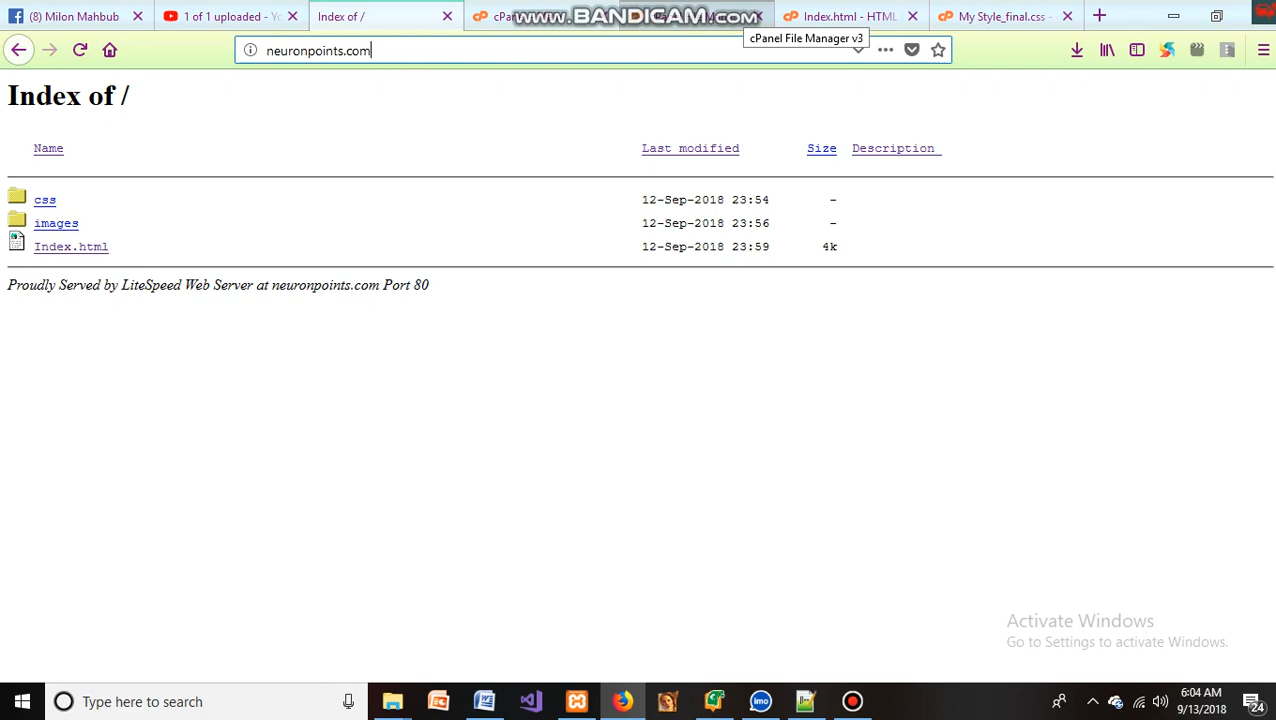 (8) Milon Mahbub
1 of 1 uploaded - Yo
Index of /
cPan
WWW.BANDICAM.COM
Index.html - HTML
My Style_final.css -
cPanel File Manager v3
neuronpoints.com
Index of /
Name Last modified Size Description
css 12-Sep-2018 23:54 -
images 12-Sep-2018 23:56 -
Index.html 12-Sep-2018 23:59 4k
Proudly Served by LiteSpeed Web Server at neuronpoints.com Port 80
Activate Windows
Go to Settings to activate Windows.
Type here to search
imo
6:04 AM
9/13/2018
24